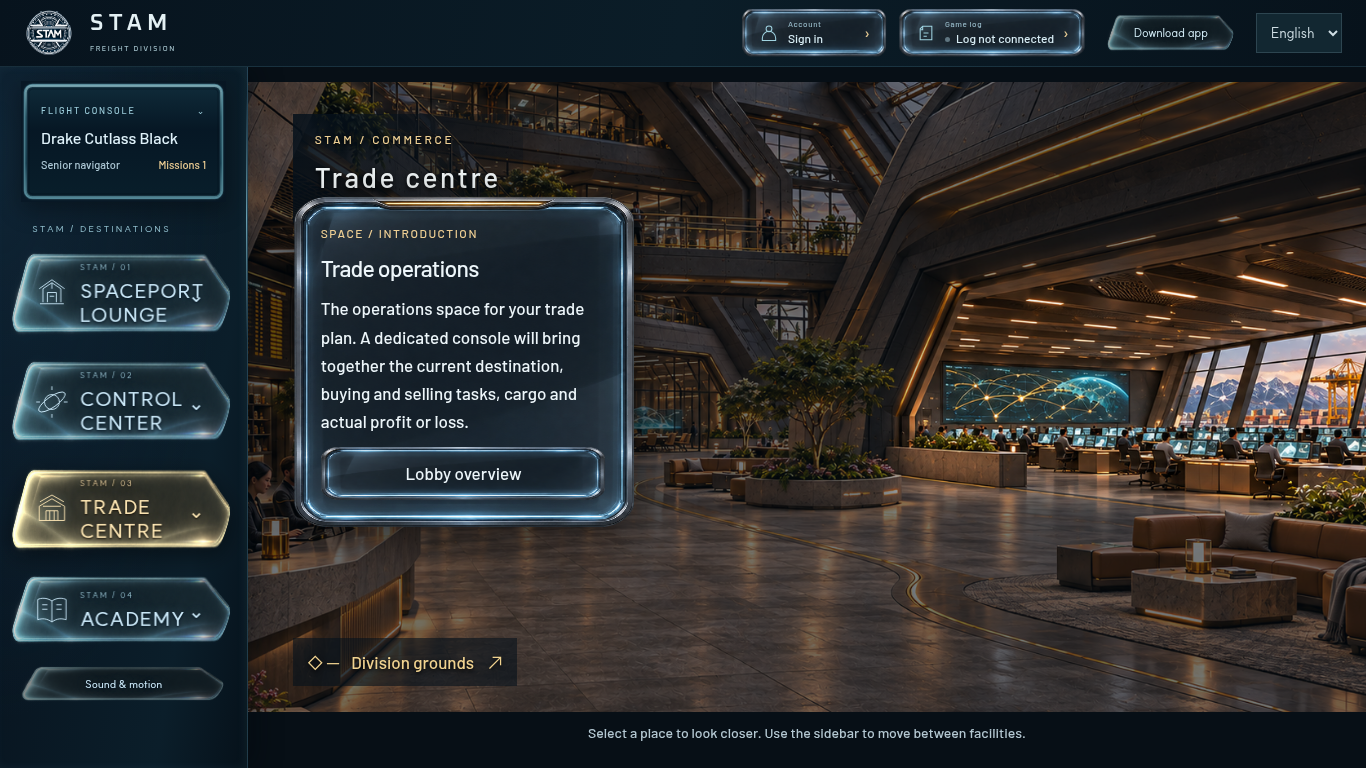 STAM
STAM
FREIGHT DIVISION
Account
Sign in
Game log
Log not connected
Download app
English
FLIGHT CONSOLE
Drake Cutlass Black
Senior navigator
Missions 1
STAM / DESTINATIONS
STAM / 01
SPACEPORT
LOUNGE
STAM / 02
CONTROL
CENTER
STAM / 03
TRADE
CENTRE
STAM / 04
ACADEMY
Sound & motion
STAM / COMMERCE
Trade centre
SPACE / INTRODUCTION
Trade operations
The operations space for your trade
plan. A dedicated console will bring
together the current destination,
buying and selling tasks, cargo and
actual profit or loss.
Lobby overview
Division grounds
Select a place to look closer. Use the sidebar to move between facilities.